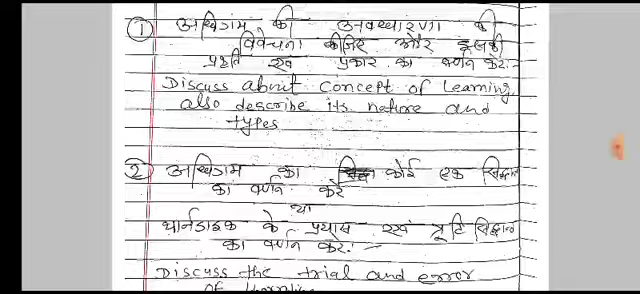 ① अधिगम की अवधारणा की
विवेचना कीजिए और इसकी
प्रकृति एवं प्रकार का वर्णन करे:-
Discuss about concept of Learning,
also describe its nature and
types
② अधिगम का कोई एक सिद्धान्त
का वर्णन करे
या
थार्नडाइक के प्रयास एवं त्रुटि सिद्धान्त
का वर्णन करे:-
Discuss the trial and error
of